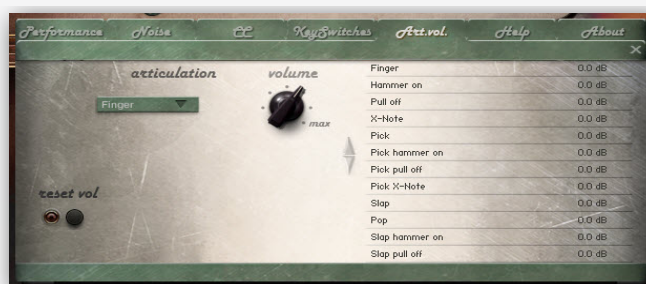 Performance Noise CC KeySwitches Art.vol. Help About
×
articulation volume
Finger
max
reset vol
Finger 0.0 dB
Hammer on 0.0 dB
Pull off 0.0 dB
X-Note 0.0 dB
Pick 0.0 dB
Pick hammer on 0.0 dB
Pick pull off 0.0 dB
Pick X-Note 0.0 dB
Slap 0.0 dB
Pop 0.0 dB
Slap hammer on 0.0 dB
Slap pull off 0.0 dB